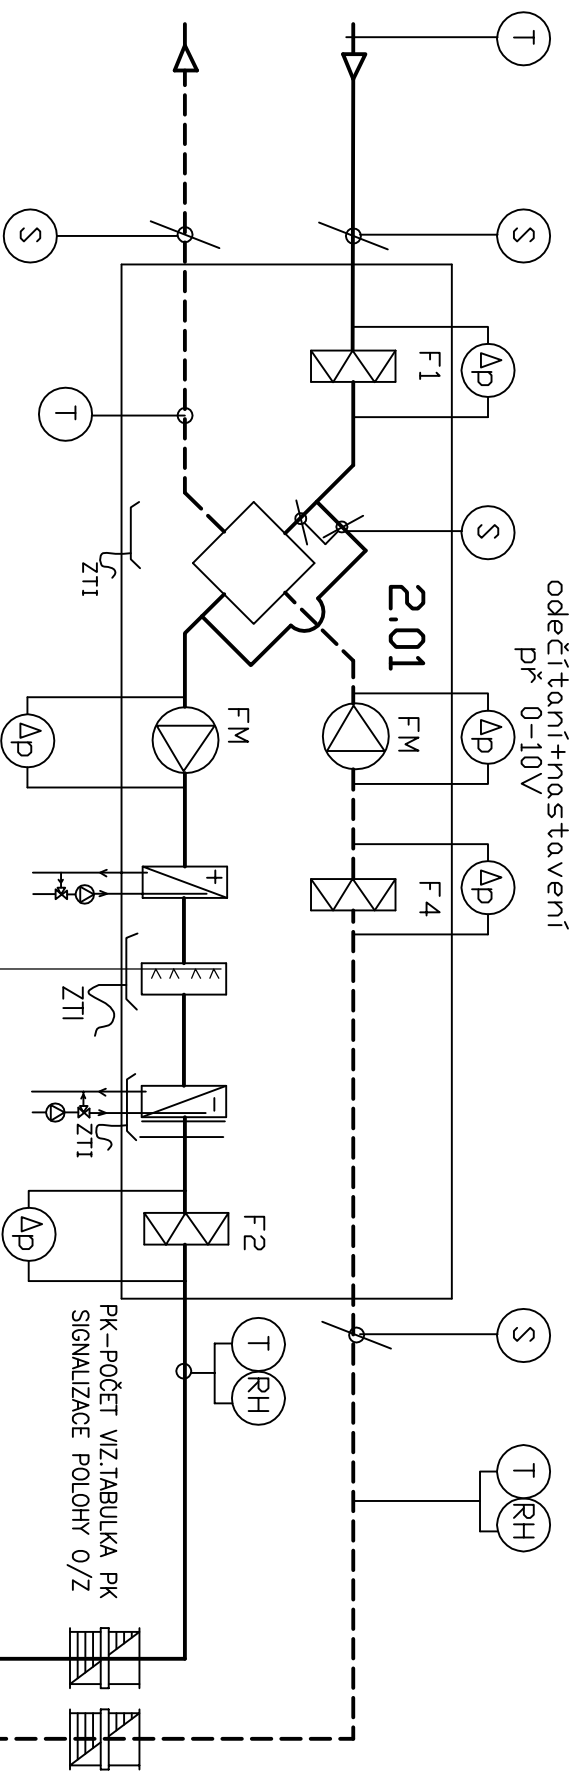 T
S
S
F1
Δp
T
S
ZTI
2.01
odečítaní+nastavení
př 0-10V
FM
Δp
FM
Δp
F4
Δp
+
ZTI
−
ZTI
F2
Δp
S
T RH
T RH
PK-POČET VIZ.TABULKA PK
SIGNALIZACE POLOHY O/Z